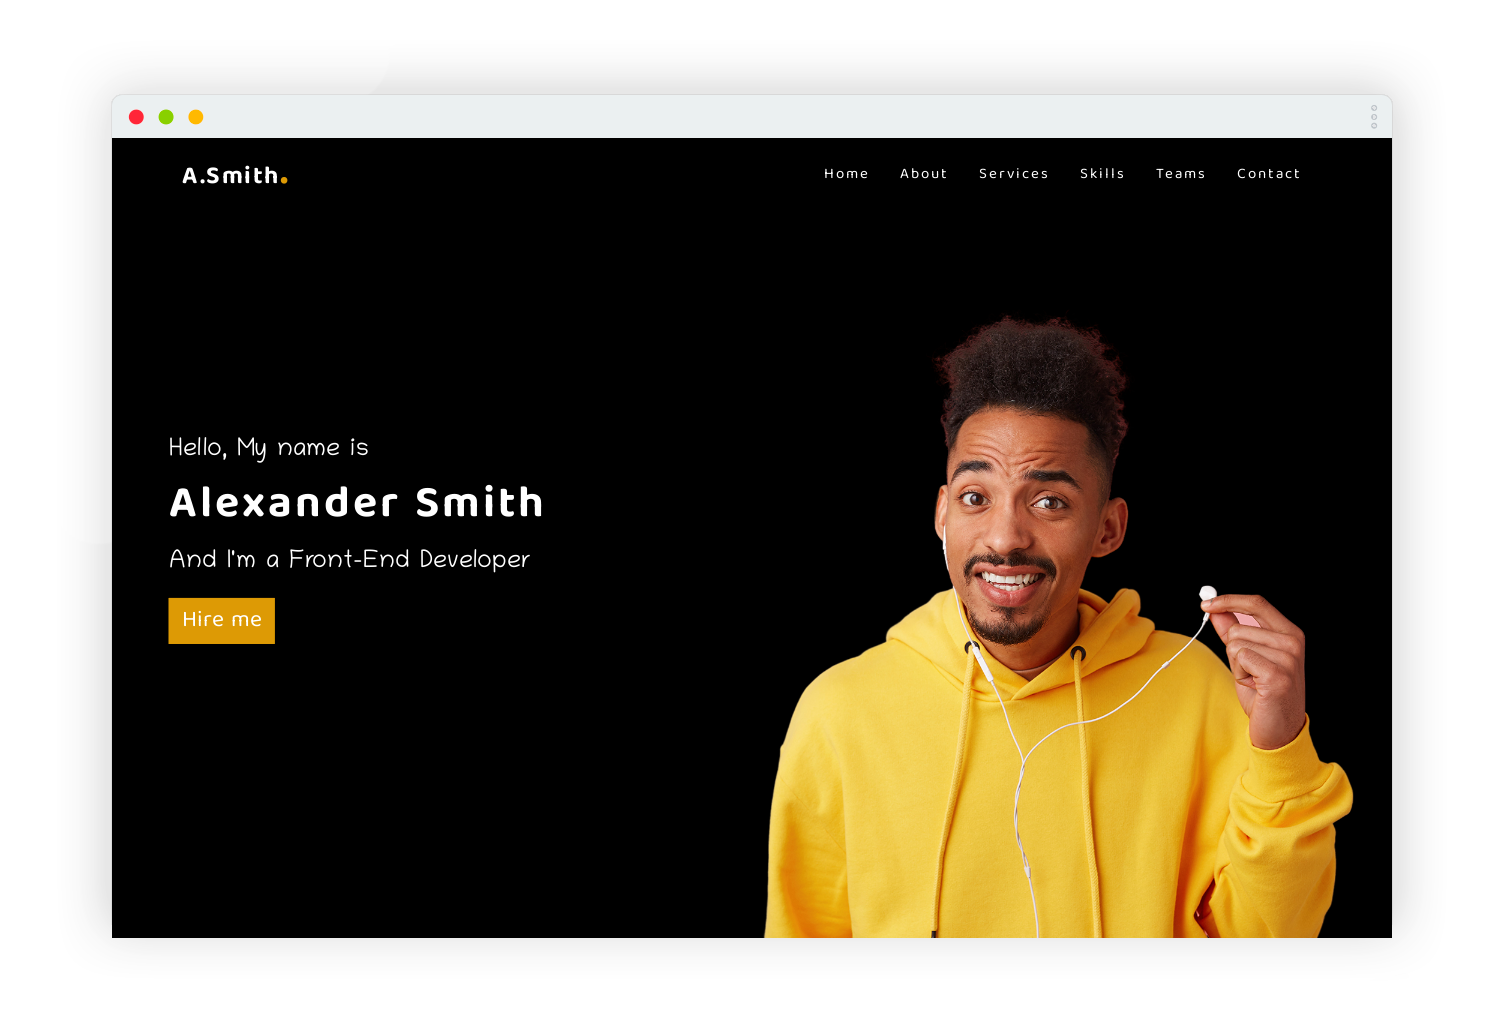 A.Smith.
Home About Services Skills Teams Contact
Hello, My name is
Alexander Smith
And I'm a Front-End Developer
Hire me